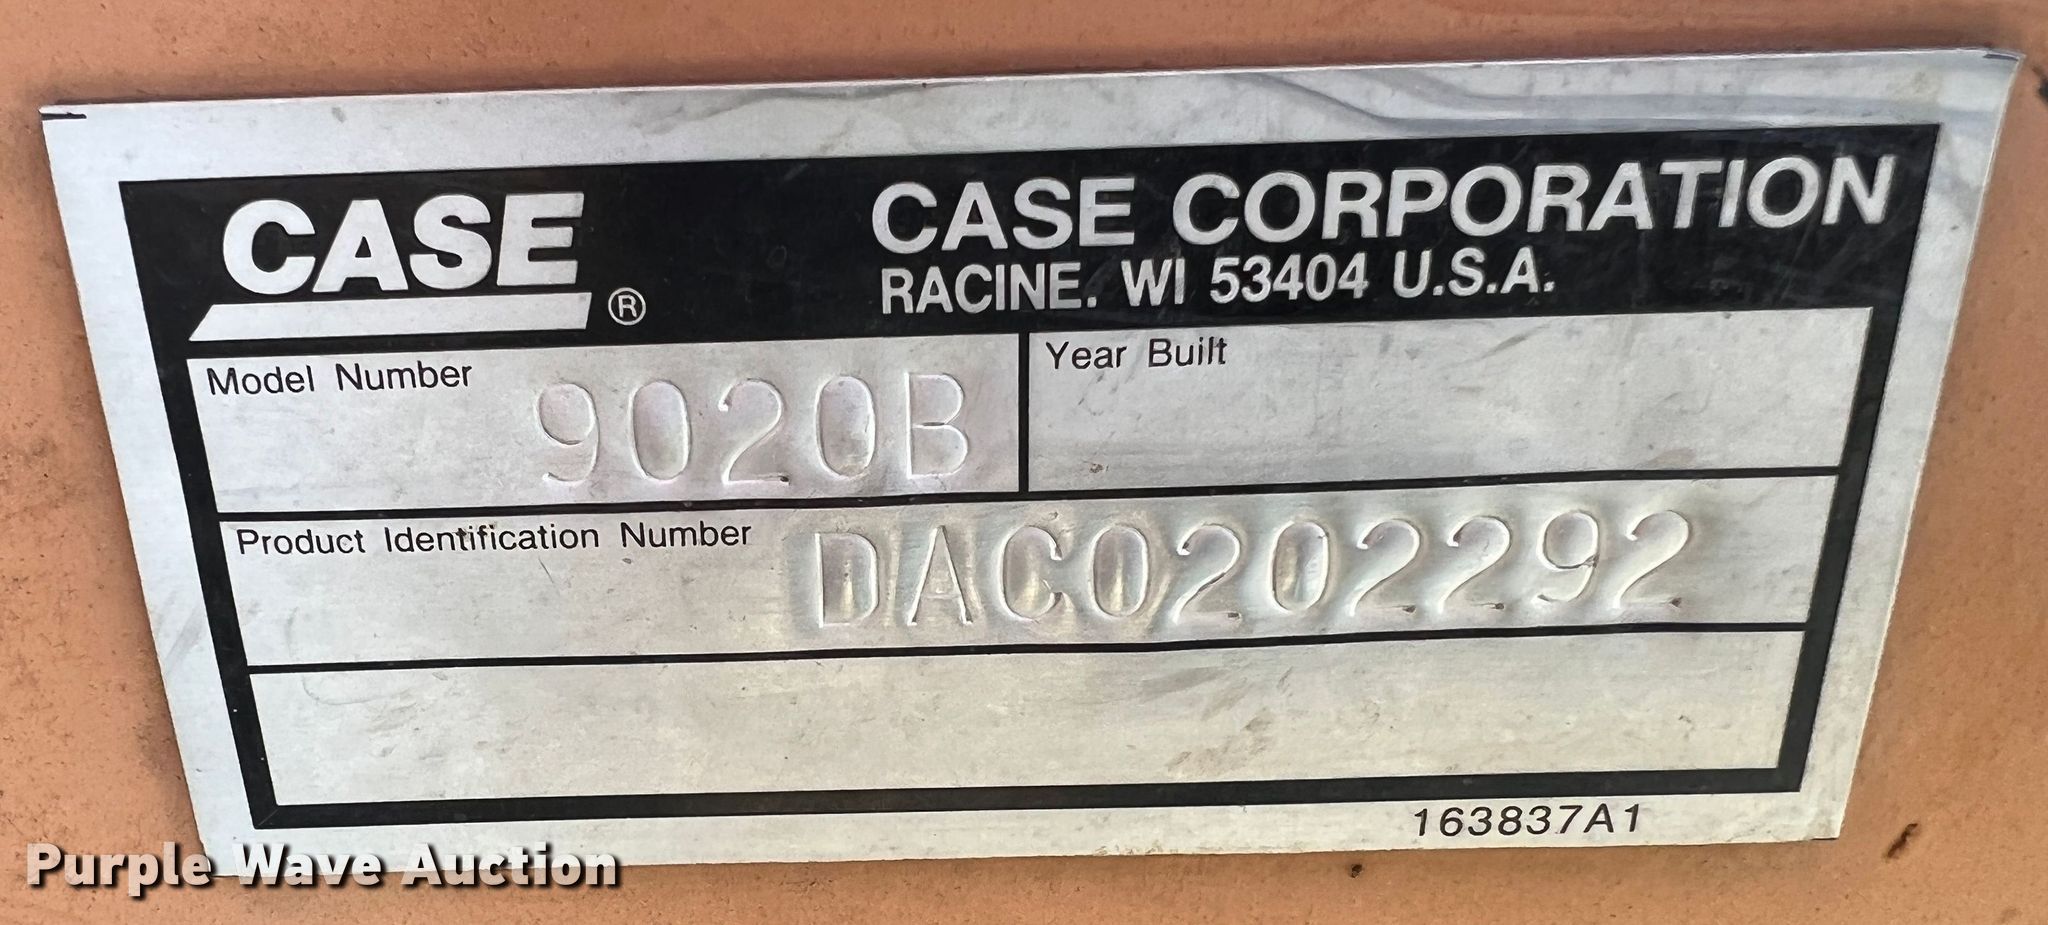 CASE ®
CASE CORPORATION
RACINE. WI 53404 U.S.A.
Model Number 9020B
Year Built
Product Identification Number DAC0202292
163837A1
Purple Wave Auction